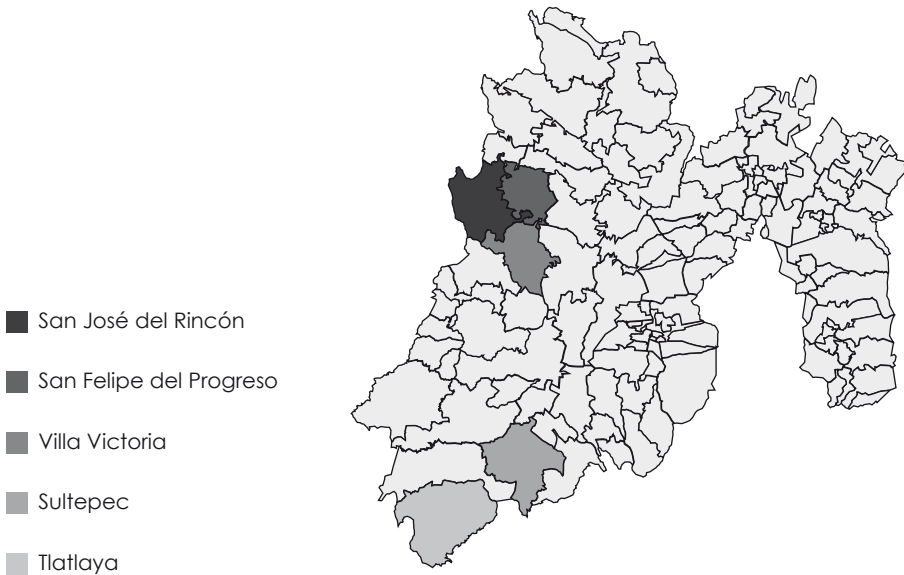 San José del Rincón
San Felipe del Progreso
Villa Victoria
Sultepec
Tlatlaya